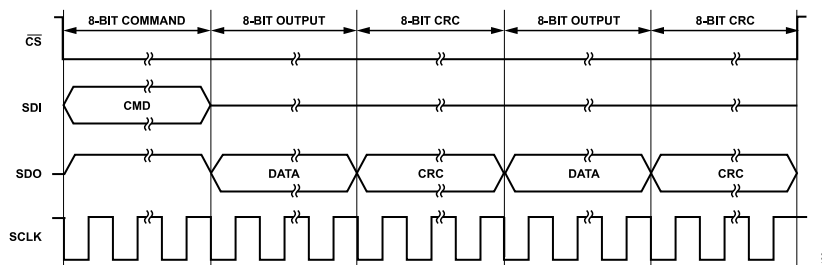 8-BIT COMMAND 8-BIT OUTPUT 8-BIT CRC 8-BIT OUTPUT 8-BIT CRC
CS
SDI CMD
SDO DATA CRC DATA CRC
SCLK